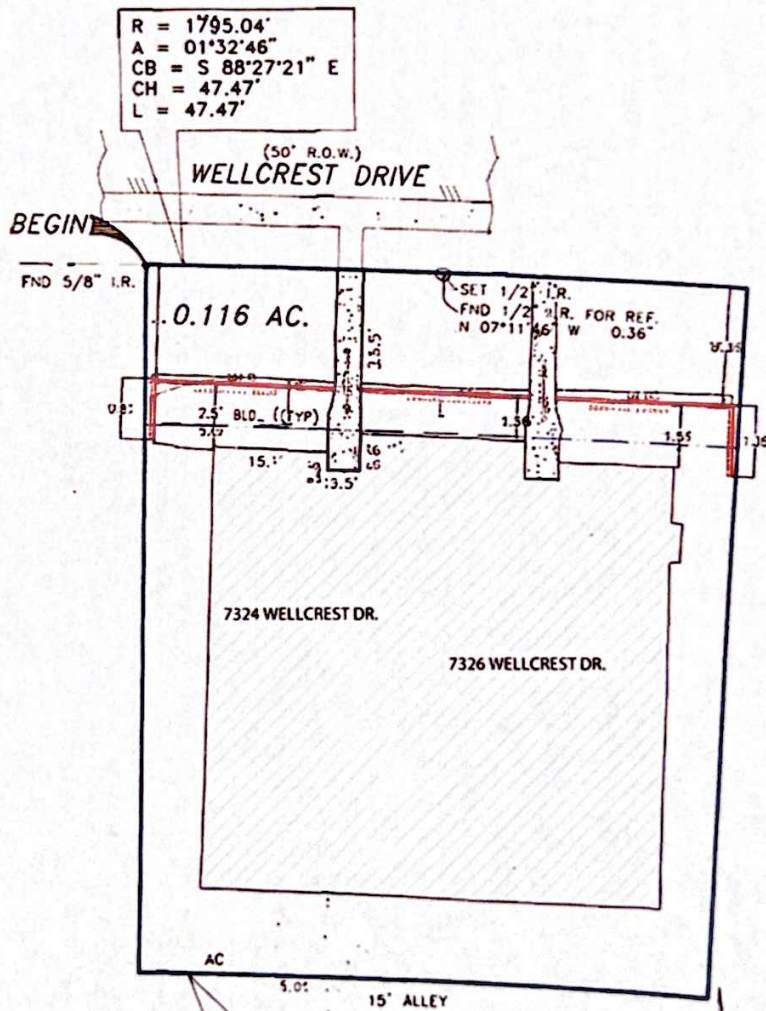 R = 1795.04'
A = 01°32'46"
CB = S 88°27'21" E
CH = 47.47'
L = 47.47'
(50' R.O.W.)
WELLCREST DRIVE
BEGIN
FND 5/8" I.R.
SET 1/2" I.R.
FND 1/2" I.R. FOR REF.
N 07°11'46" W 0.36"
0.116 AC.
13.5'
2.5' BLD. (TYP)
1.36
1.55
1.35
15.1'
3.5'
7324 WELLCREST DR.
7326 WELLCREST DR.
AC
15' ALLEY